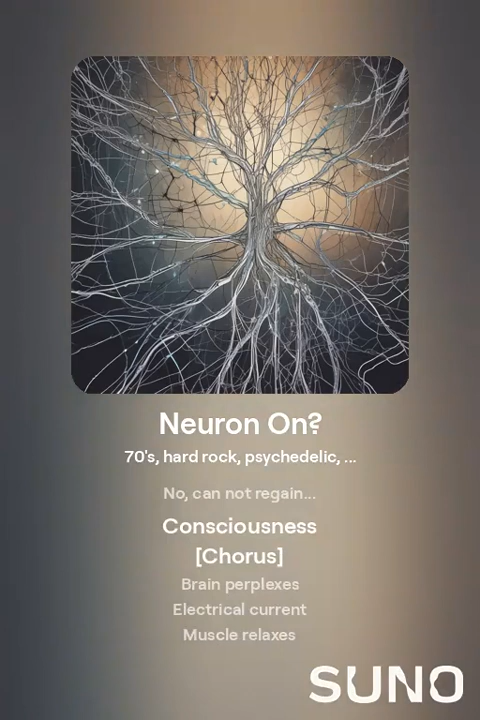 Neuron On?
70's, hard rock, psychedelic, ...
No, can not regain...
Consciousness
[Chorus]
Brain perplexes
Electrical current
Muscle relaxes
SUNO